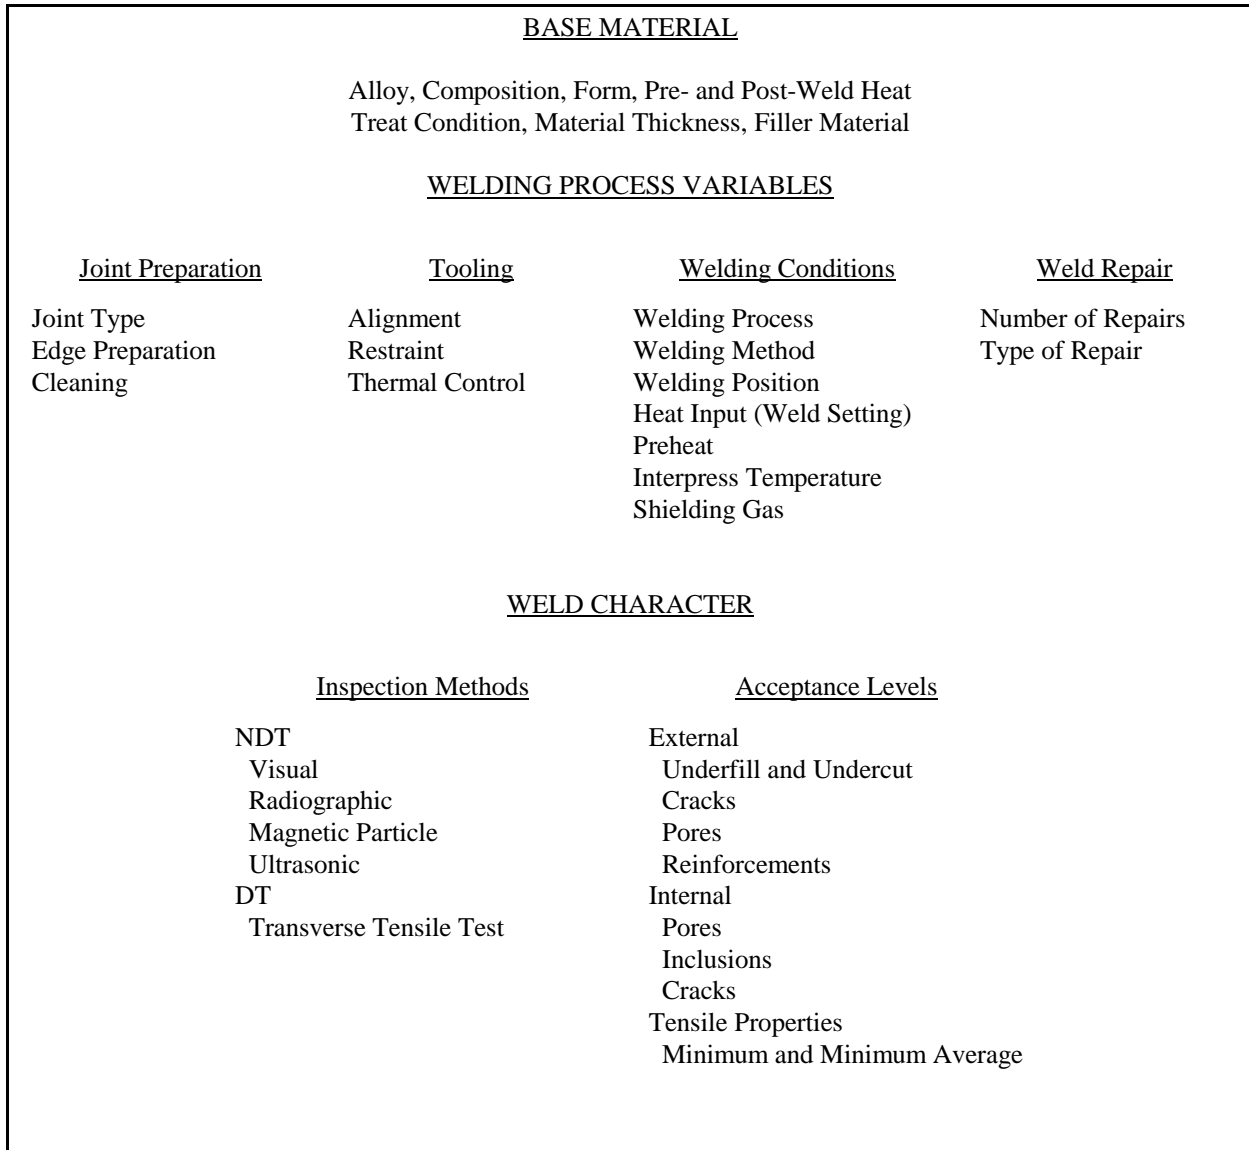 BASE MATERIAL
Alloy, Composition, Form, Pre- and Post-Weld Heat
Treat Condition, Material Thickness, Filler Material
WELDING PROCESS VARIABLES
Joint Preparation
Joint Type
Edge Preparation
Cleaning
Tooling
Alignment
Restraint
Thermal Control
Welding Conditions
Welding Process
Welding Method
Welding Position
Heat Input (Weld Setting)
Preheat
Interpress Temperature
Shielding Gas
Weld Repair
Number of Repairs
Type of Repair
WELD CHARACTER
Inspection Methods
NDT
Visual
Radiographic
Magnetic Particle
Ultrasonic
DT
Transverse Tensile Test
Acceptance Levels
External
Underfill and Undercut
Cracks
Pores
Reinforcements
Internal
Pores
Inclusions
Cracks
Tensile Properties
Minimum and Minimum Average